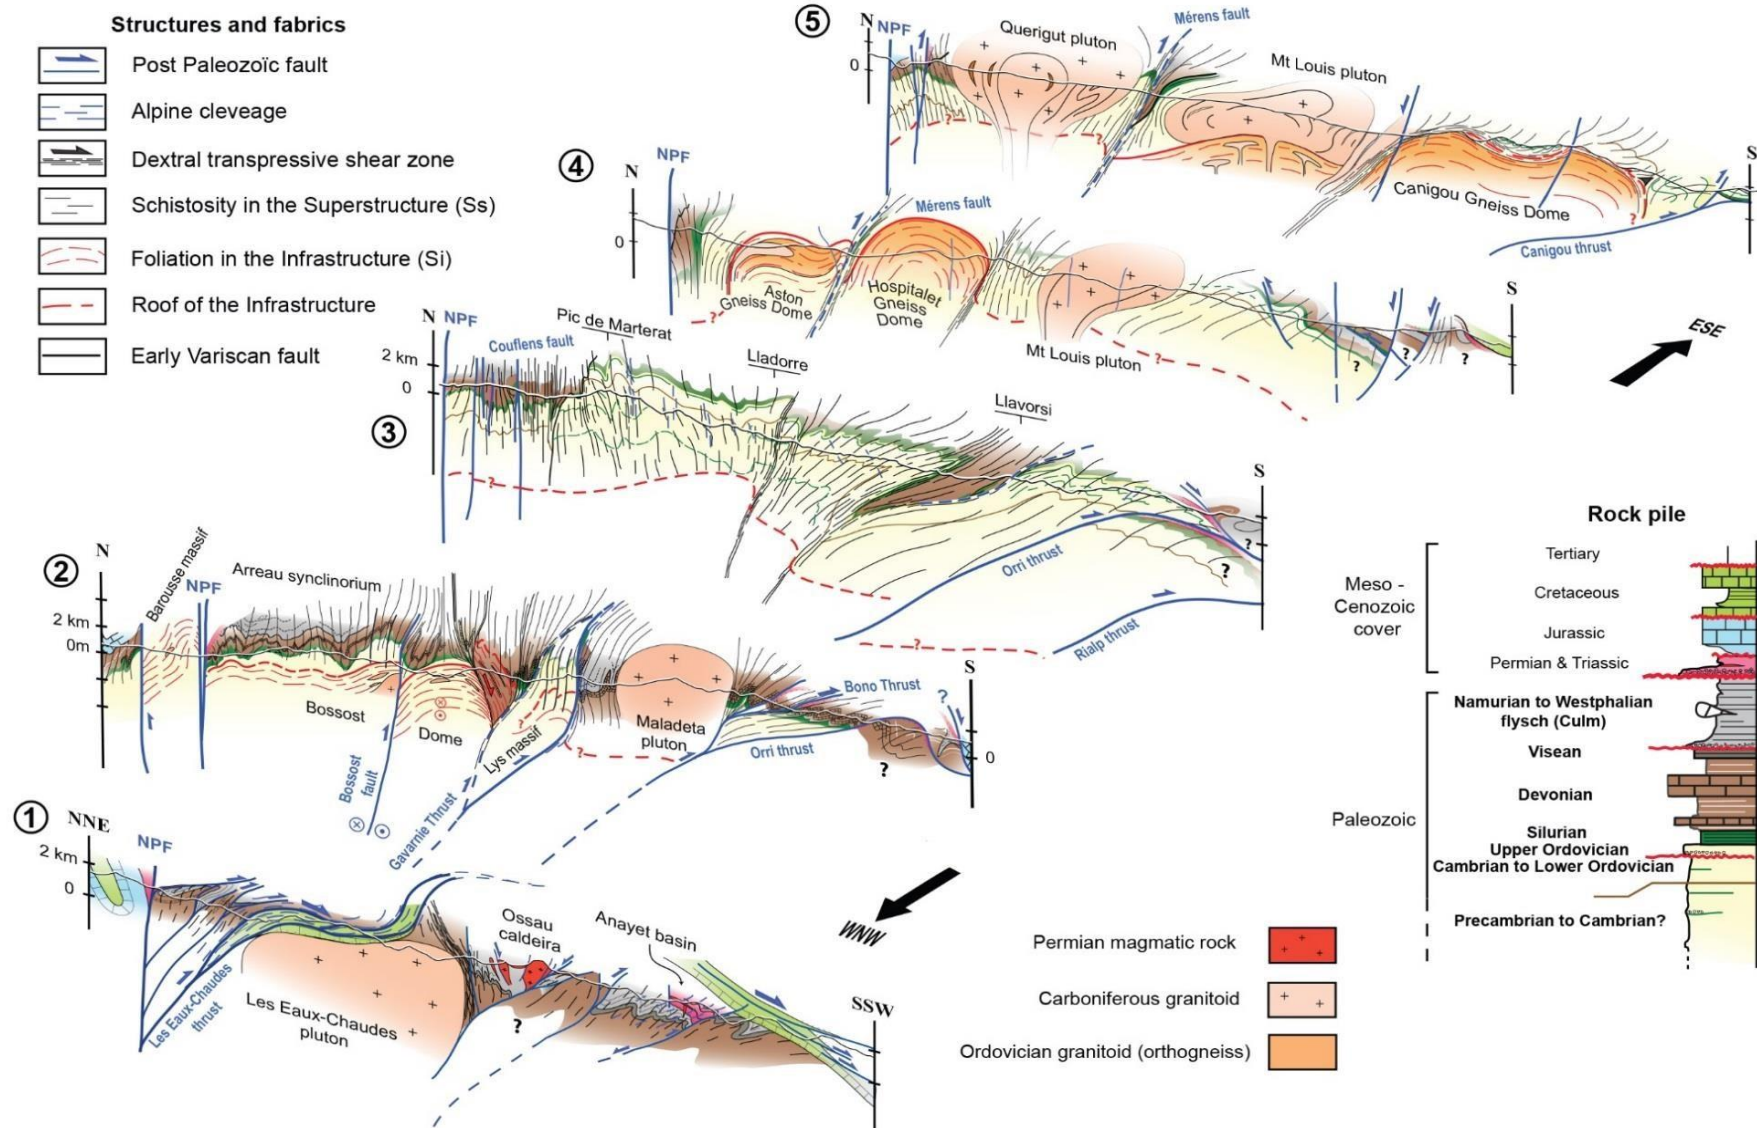 Structures and fabrics
Post Paleozoïc fault
Alpine cleveage
Dextral transpressive shear zone
Schistosity in the Superstructure (Ss)
Foliation in the Infrastructure (Si)
Roof of the Infrastructure
Early Variscan fault
5
N
NPF
0
Querigut pluton
Mérens fault
Mt Louis pluton
Canigou Gneiss Dome
Canigou thrust
?
?
S
4
N
NPF
0
Aston
Gneiss Dome
Mérens fault
Hospitalet
Gneiss
Dome
Mt Louis pluton
?
?
?
?
?
S
ESE
3
N
NPF
2 km
0
Couflens fault
Pic de Marterat
Lladorre
Llavorsi
?
Orri thrust
Rialp thrust
?
?
?
S
2
N
2 km
0m
Barousse massif
NPF
Arreau synclinorium
Bossost
Dome
Bossost
fault
Gavarnie Thrust
Lys massif
?
?
Maladeta
pluton
Bono Thrust
Orri thrust
?
?
S
0
1
NNE
2 km
0
NPF
Les Eaux-Chaudes
thrust
Les Eaux-Chaudes
pluton
Ossau
caldeira
Anayet basin
?
SSW
WNW
Rock pile
Meso -
Cenozoic
cover
Tertiary
Cretaceous
Jurassic
Permian & Triassic
Paleozoic
Namurian to Westphalian
flysch (Culm)
Visean
Devonian
Silurian
Upper Ordovician
Cambrian to Lower Ordovician
Precambrian to Cambrian?
Permian magmatic rock
Carboniferous granitoid
Ordovician granitoid (orthogneiss)